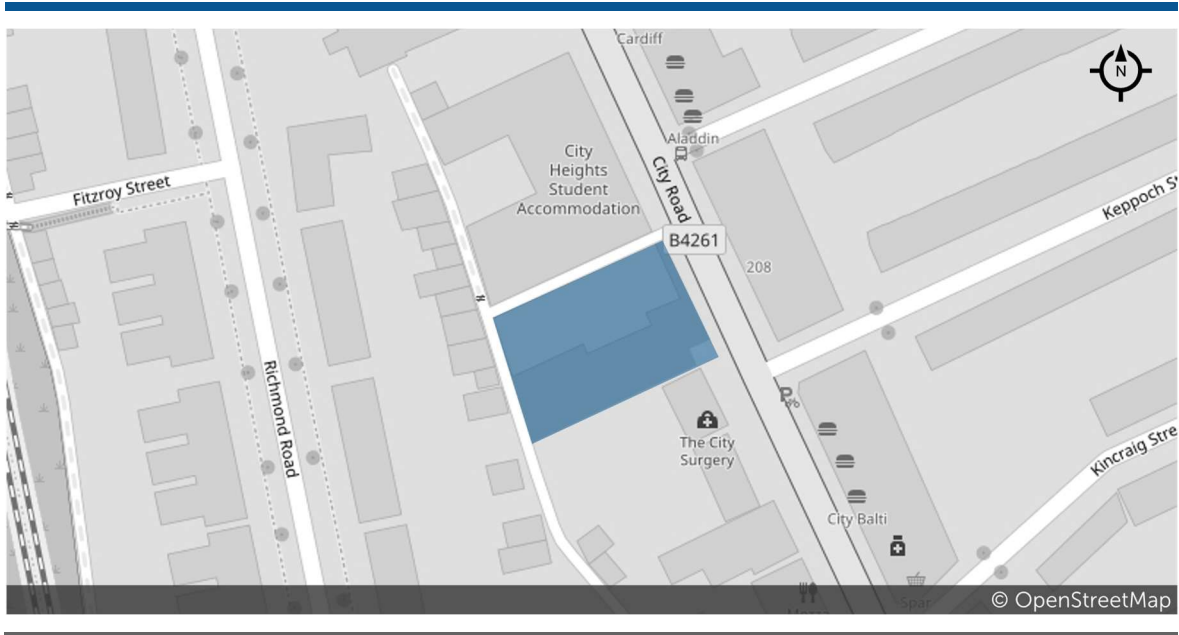 Cardiff
N
Aladdin
City
Heights
Student
Accommodation
City Road
Fitzroy Street
Keppoch S
B4261
208
Richmond Road
The City
Surgery
Kincraig Stre
City Balti
Spar
© OpenStreetMap